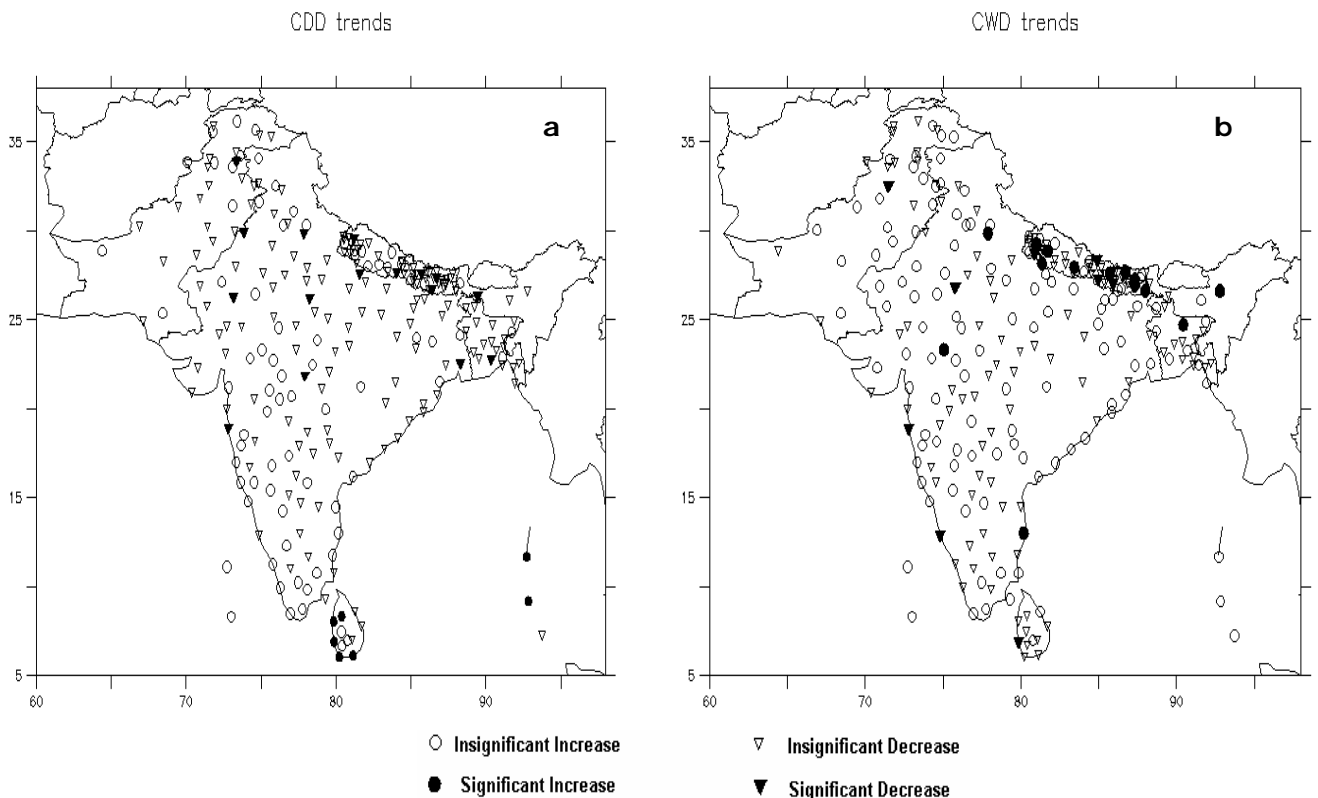 CDD trends
CWD trends
a
b
35
25
15
5
60
70
80
90
35
25
15
5
60
70
80
90
Insignificant Increase
Insignificant Decrease
Significant Increase
Significant Decrease